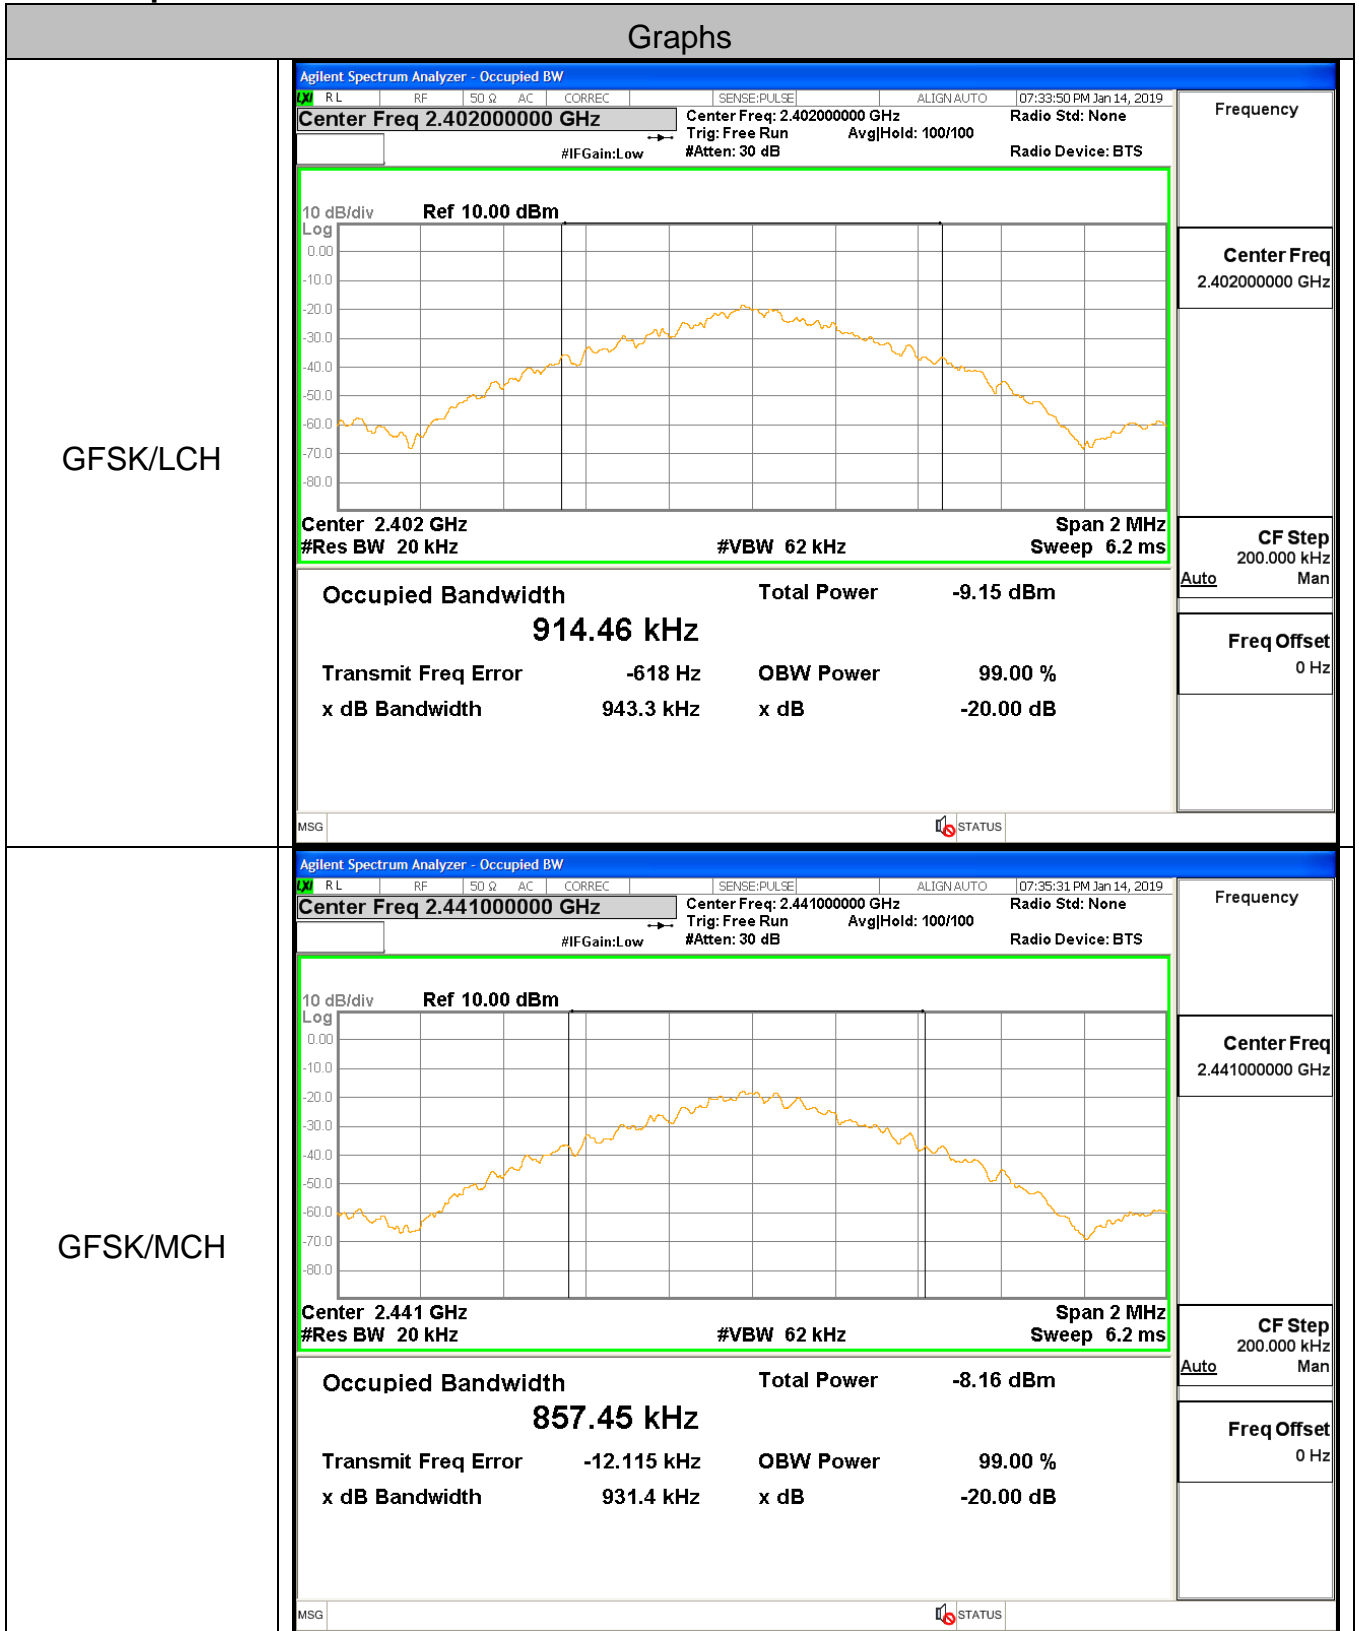 Graphs
GFSK/LCH
Agilent Spectrum Analyzer - Occupied BW
LXI RL RF 50 Ω AC CORREC SENSE:PULSE ALIGN AUTO 07:33:50 PM Jan 14, 2019
Center Freq 2.402000000 GHz
Center Freq: 2.402000000 GHz
Radio Std: None
Trig: Free Run Avg|Hold: 100/100
#IFGain:Low
#Atten: 30 dB
Radio Device: BTS
10 dB/div Ref 10.00 dBm
Log
0.00
-10.0
-20.0
-30.0
-40.0
-50.0
-60.0
-70.0
-80.0
Center 2.402 GHz Span 2 MHz
#Res BW 20 kHz #VBW 62 kHz Sweep 6.2 ms
Occupied Bandwidth Total Power -9.15 dBm
914.46 kHz
Transmit Freq Error -618 Hz OBW Power 99.00 %
x dB Bandwidth 943.3 kHz x dB -20.00 dB
MSG STATUS
Frequency
Center Freq
2.402000000 GHz
CF Step
200.000 kHz
Auto Man
Freq Offset
0 Hz
GFSK/MCH
Agilent Spectrum Analyzer - Occupied BW
LXI RL RF 50 Ω AC CORREC SENSE:PULSE ALIGN AUTO 07:35:31 PM Jan 14, 2019
Center Freq 2.441000000 GHz
Center Freq: 2.441000000 GHz
Radio Std: None
Trig: Free Run Avg|Hold: 100/100
#IFGain:Low
#Atten: 30 dB
Radio Device: BTS
10 dB/div Ref 10.00 dBm
Log
0.00
-10.0
-20.0
-30.0
-40.0
-50.0
-60.0
-70.0
-80.0
Center 2.441 GHz Span 2 MHz
#Res BW 20 kHz #VBW 62 kHz Sweep 6.2 ms
Occupied Bandwidth Total Power -8.16 dBm
857.45 kHz
Transmit Freq Error -12.115 kHz OBW Power 99.00 %
x dB Bandwidth 931.4 kHz x dB -20.00 dB
MSG STATUS
Frequency
Center Freq
2.441000000 GHz
CF Step
200.000 kHz
Auto Man
Freq Offset
0 Hz